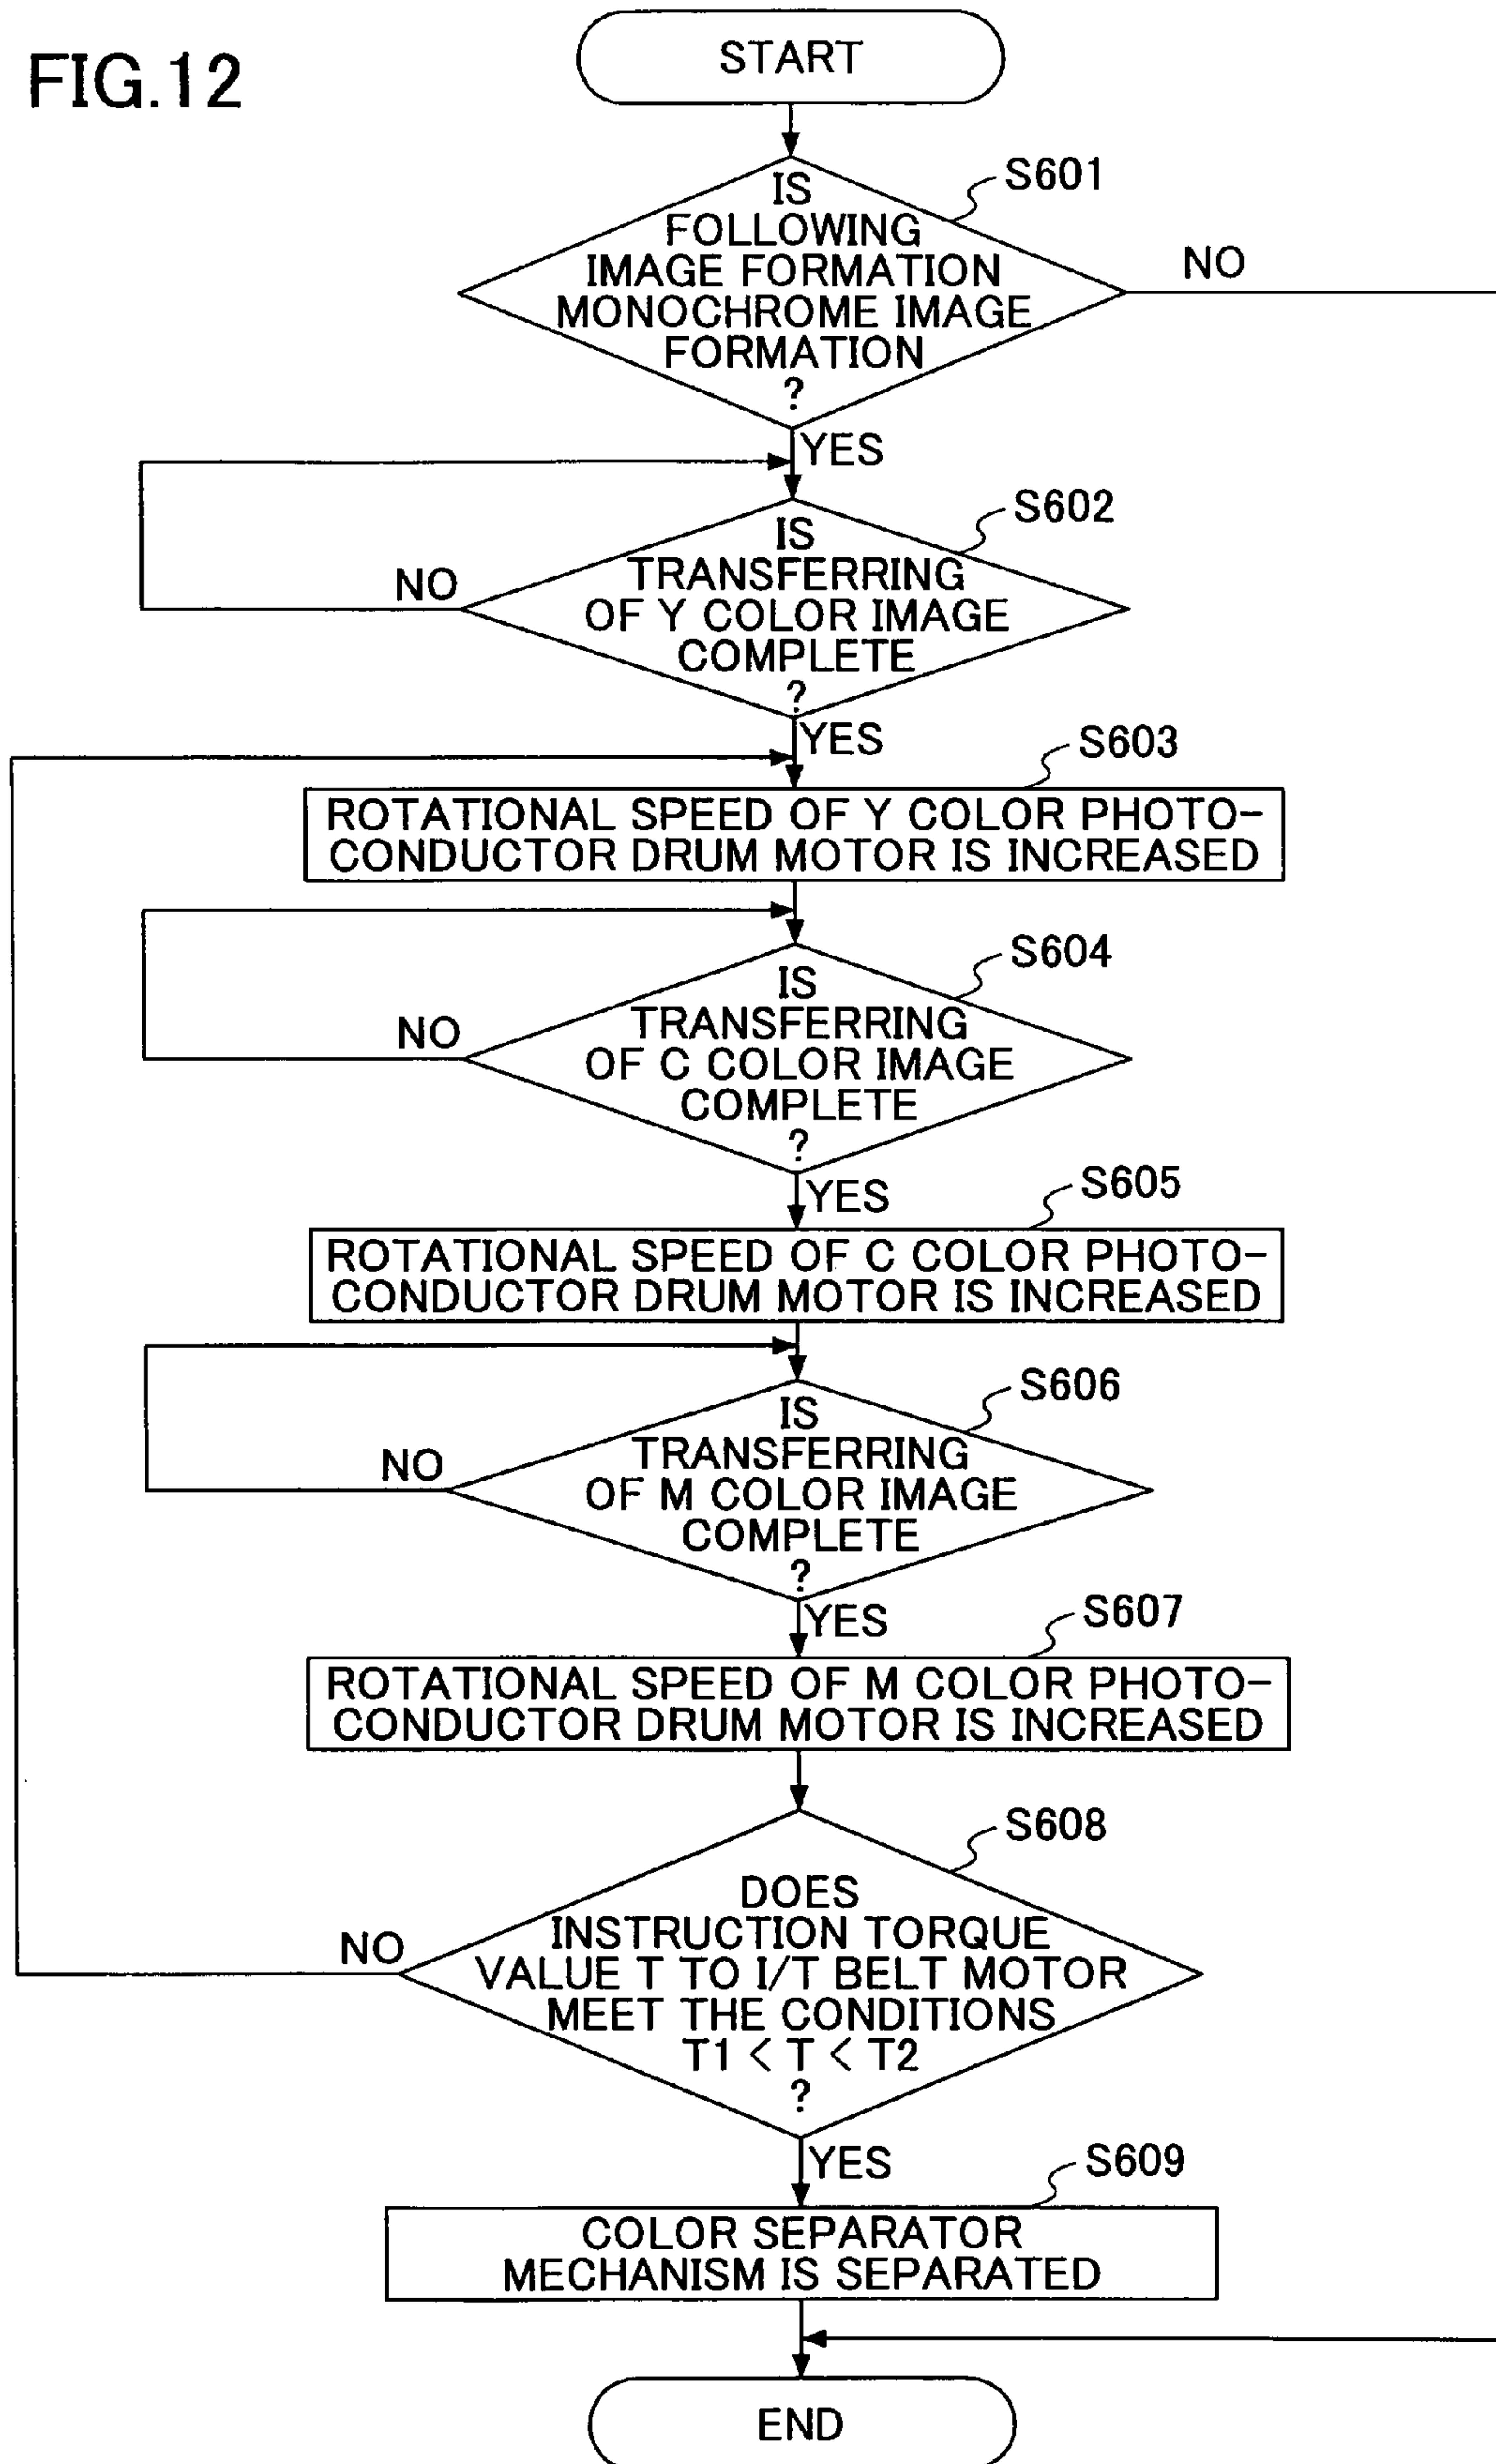 FIG.12
START
S601
IS
FOLLOWING
IMAGE FORMATION
MONOCHROME IMAGE
FORMATION
?
NO
YES
S602
IS
TRANSFERRING
OF Y COLOR IMAGE
COMPLETE
?
NO
YES
S603
ROTATIONAL SPEED OF Y COLOR PHOTO-
CONDUCTOR DRUM MOTOR IS INCREASED
S604
IS
TRANSFERRING
OF C COLOR IMAGE
COMPLETE
?
NO
YES
S605
ROTATIONAL SPEED OF C COLOR PHOTO-
CONDUCTOR DRUM MOTOR IS INCREASED
S606
IS
TRANSFERRING
OF M COLOR IMAGE
COMPLETE
?
NO
YES
S607
ROTATIONAL SPEED OF M COLOR PHOTO-
CONDUCTOR DRUM MOTOR IS INCREASED
S608
DOES
INSTRUCTION TORQUE
VALUE T TO I/T BELT MOTOR
MEET THE CONDITIONS
T1 < T < T2
?
NO
YES
S609
COLOR SEPARATOR
MECHANISM IS SEPARATED
END